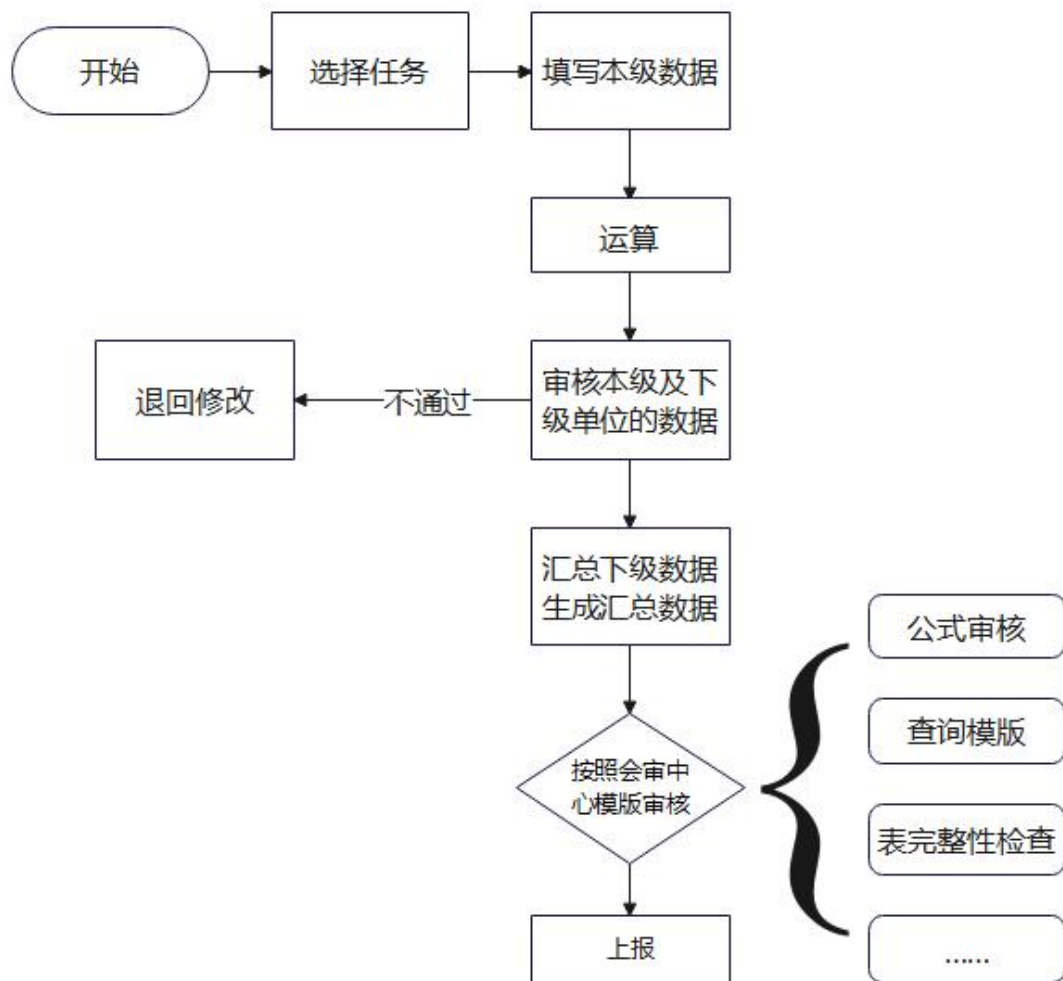 开始
选择任务
填写本级数据
运算
审核本级及下
级单位的数据
不通过
退回修改
汇总下级数据
生成汇总数据
按照会审中
心模版审核
公式审核
查询模版
表完整性检查
......
上报